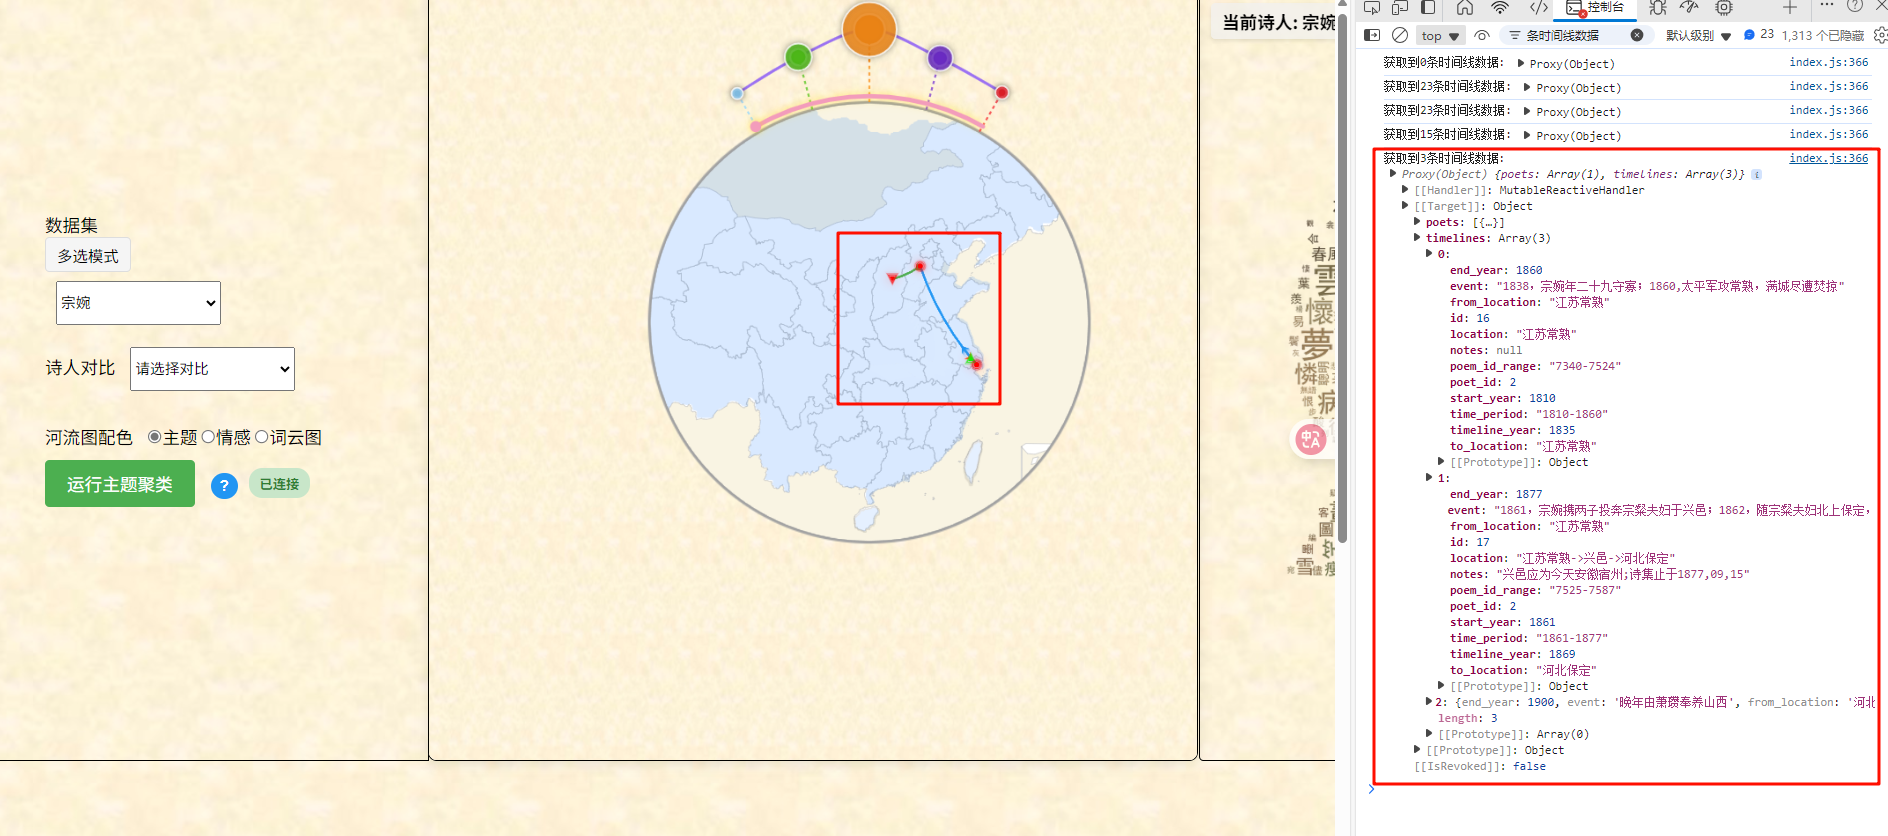 数据集
多选模式
宗婉
诗人对比
请选择对比
河流图配色
主题
情感
词云图
运行主题聚类
?
已连接
当前诗人: 宗婉
春風
雲
葉
懷
易
夢
憐
病
恨
客
圖
雪
控制台
top
条时间线数据
默认级别
23
1,313 个已隐藏
获取到0条时间线数据: Proxy(Object) index.js:366
获取到23条时间线数据: Proxy(Object) index.js:366
获取到23条时间线数据: Proxy(Object) index.js:366
获取到15条时间线数据: Proxy(Object) index.js:366
获取到3条时间线数据: index.js:366
Proxy(Object) {poets: Array(1), timelines: Array(3)} i
[[Handler]]: MutableReactiveHandler
[[Target]]: Object
poets: [{…}]
timelines: Array(3)
0:
end_year: 1860
event: "1838，宗婉年二十九守寡；1860,太平军攻常熟，满城尽遭焚掠"
from_location: "江苏常熟"
id: 16
location: "江苏常熟"
notes: null
poem_id_range: "7340-7524"
poet_id: 2
start_year: 1810
time_period: "1810-1860"
timeline_year: 1835
to_location: "江苏常熟"
[[Prototype]]: Object
1:
end_year: 1877
event: "1861，宗婉携两子投奔宗粲夫妇于兴邑；1862，随宗粲夫妇北上保定，
from_location: "江苏常熟"
id: 17
location: "江苏常熟->兴邑->河北保定"
notes: "兴邑应为今天安徽宿州;诗集止于1877,09,15"
poem_id_range: "7525-7587"
poet_id: 2
start_year: 1861
time_period: "1861-1877"
timeline_year: 1869
to_location: "河北保定"
[[Prototype]]: Object
2: {end_year: 1900, event: '晚年由萧瓒奉养山西', from_location: '河北
length: 3
[[Prototype]]: Array(0)
[[Prototype]]: Object
[[IsRevoked]]: false